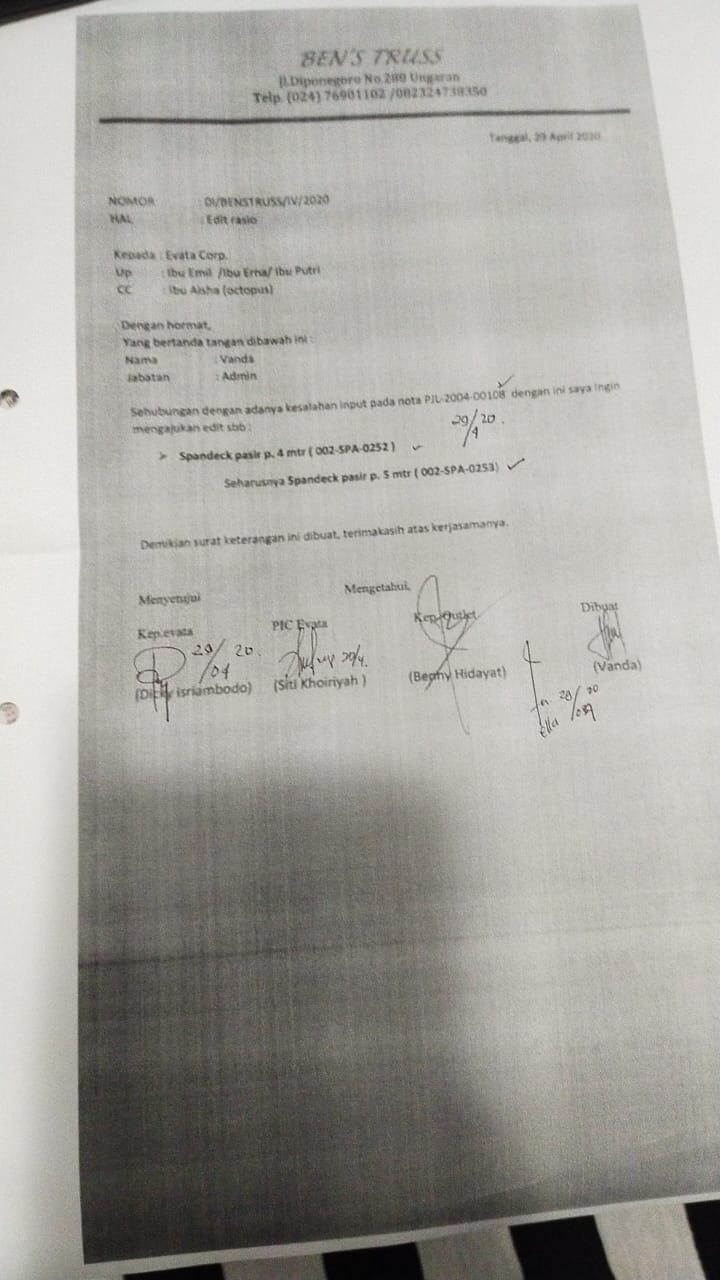 BEN'S TRUSS
Jl.Diponegoro No.280 Ungaran
Telp. (024) 76901102 /082324738350
Tanggal, 29 April 2020
NOMOR : DI/BENSTRUSS/IV/2020
HAL : Edit rasio
Kepada : Evata Corp.
Up : Ibu Emil /Ibu Erna/ Ibu Putri
CC : Ibu Aisha (octopus)
Dengan hormat,
Yang bertanda tangan dibawah ini :
Nama : Vanda
Jabatan : Admin
Sehubungan dengan adanya kesalahan input pada nota PJL-2004-00108 dengan ini saya ingin
mengajukan edit sbb :
29/4 20.
➢ Spandeck pasir p. 4 mtr ( 002-SPA-0252 )
Seharusnya Spandeck pasir p. 5 mtr ( 002-SPA-0253)
Demikian surat keterangan ini dibuat, terimakasih atas kerjasamanya.
Menyetujui Mengetahui,
Kep.evata PIC Evata Kep.Outlet Dibuat
29/04 20. 29/4.
(Dicky isriambodo) (Siti Khoiriyah ) (Benny Hidayat) (Vanda)